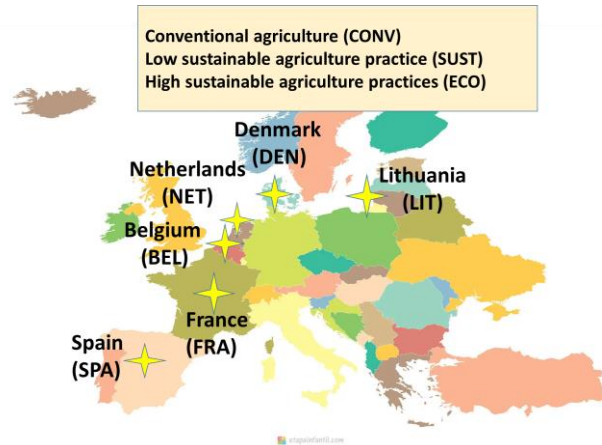 Conventional agriculture (CONV)
Low sustainable agriculture practice (SUST)
High sustainable agriculture practices (ECO)
Denmark
(DEN)
Netherlands
(NET)
Lithuania
(LIT)
Belgium
(BEL)
France
(FRA)
Spain
(SPA)